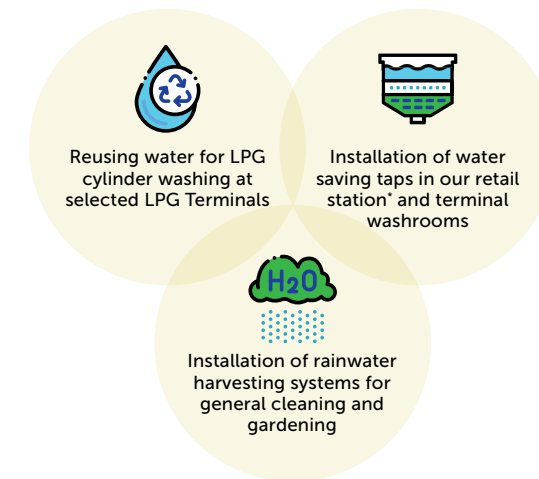 Reusing water for LPG
cylinder washing at
selected LPG Terminals
Installation of water
saving taps in our retail
station* and terminal
washrooms
H2O
Installation of rainwater
harvesting systems for
general cleaning and
gardening